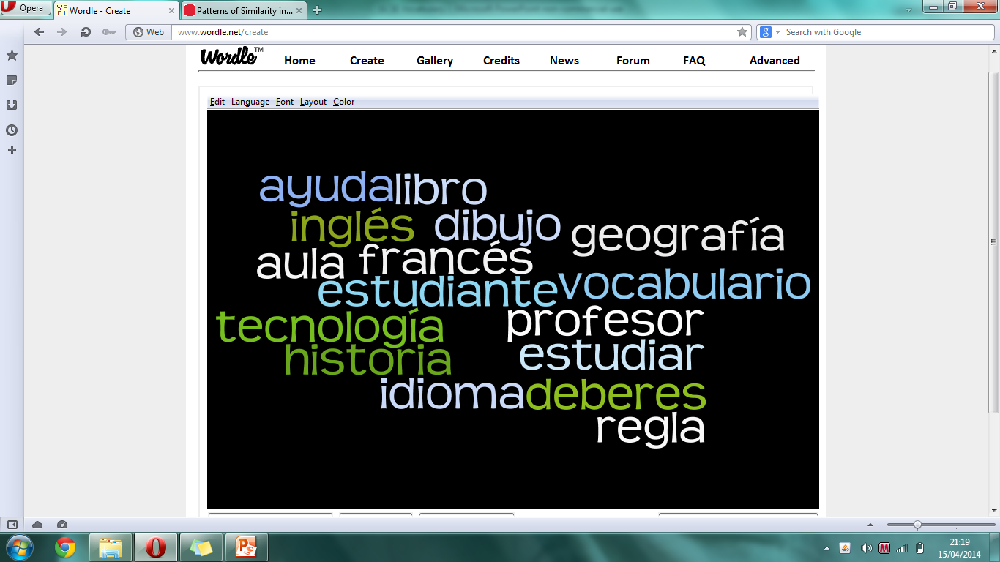 Opera
Wordle - Create
Patterns of Similarity in...
Web
www.wordle.net/create
Search with Google
Wordle™
Home Create Gallery Credits News Forum FAQ Advanced
Edit Language Font Layout Color
ayuda libro
inglés dibujo geografía
aula francés
estudiante vocabulario
tecnología profesor
historia estudiar
idioma deberes
regla
21:19
15/04/2014